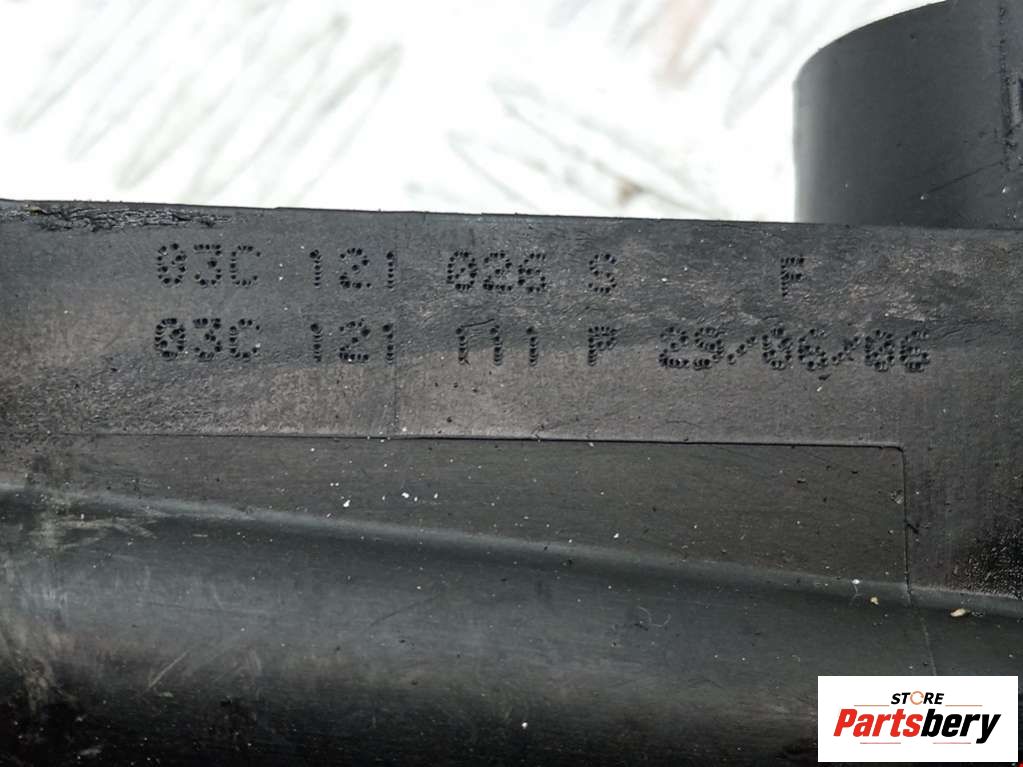 03C 121 026 S F
03C 121 111 F 29/06/06
STORE
Partsbery